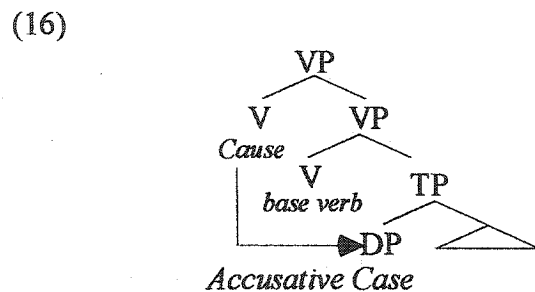 (16)
VP
V VP
Cause V TP
base verb
DP
Accusative Case